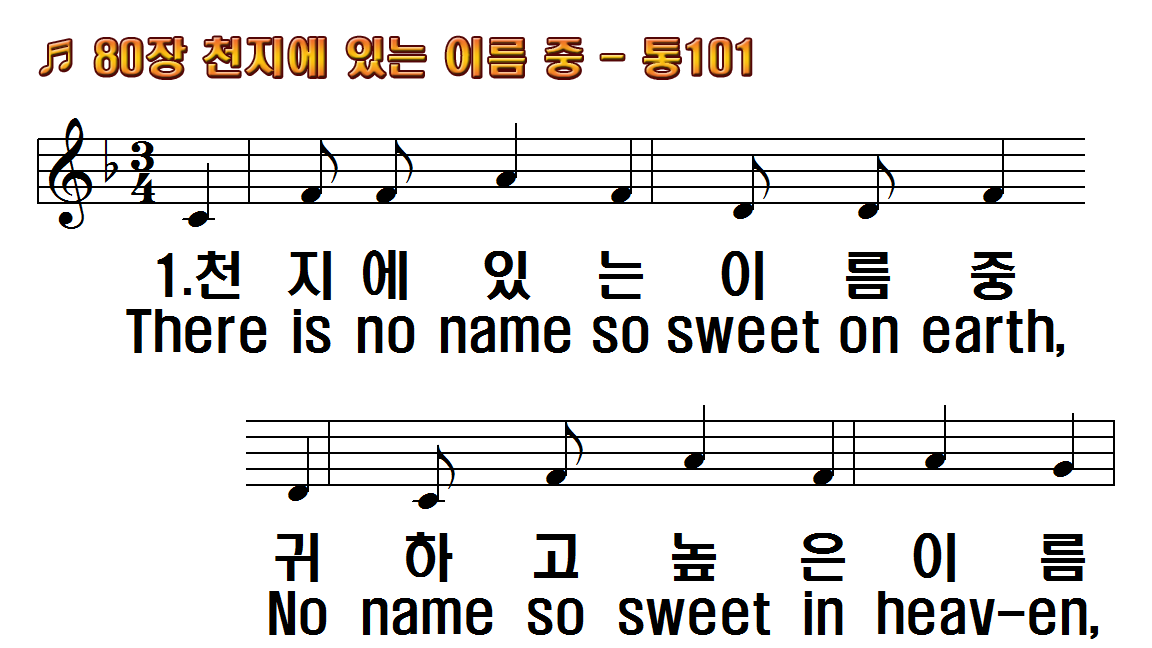 ♬ 80장 천지에 있는 이름 중 - 통101
3
4
1.천 지 에 있 는 이 름 중
There is no name so sweet on earth,
귀 하 고 높 은 이 름
No name so sweet in heav-en,